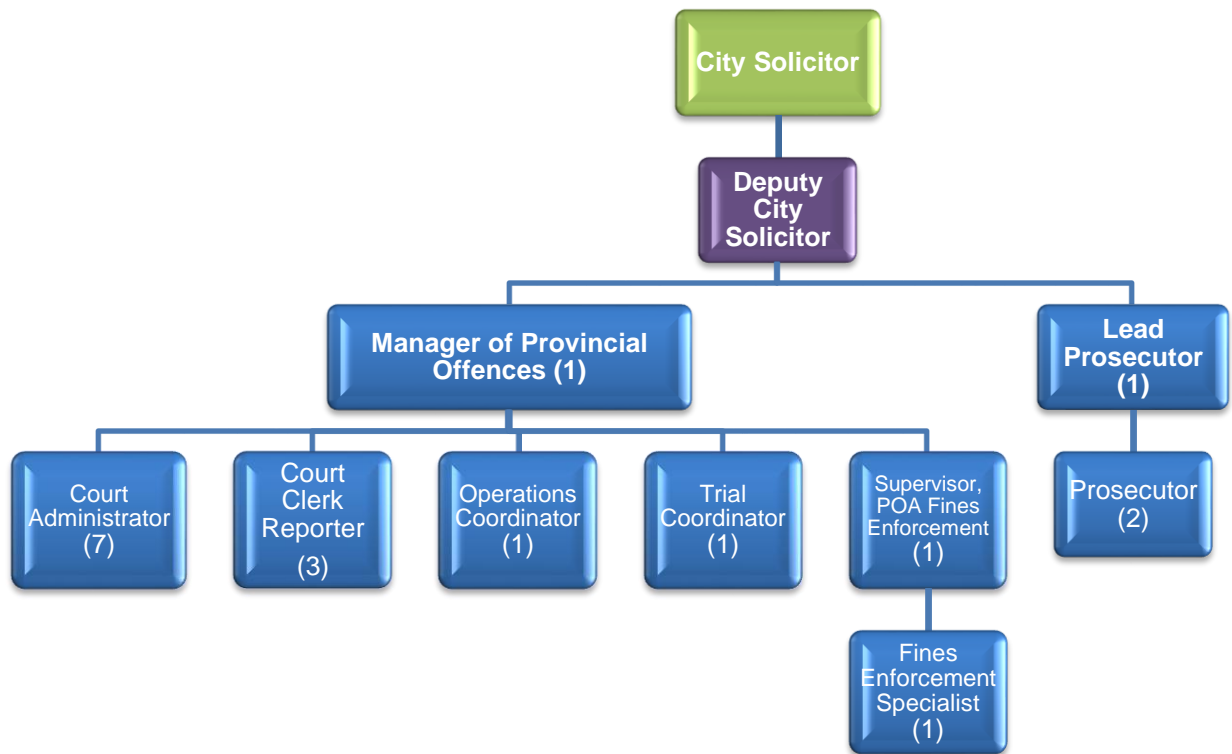 City Solicitor
Deputy
City
Solicitor
Manager of Provincial
Offences (1)
Lead
Prosecutor
(1)
Court
Administrator
(7)
Court
Clerk
Reporter
(3)
Operations
Coordinator
(1)
Trial
Coordinator
(1)
Supervisor,
POA Fines
Enforcement
(1)
Prosecutor
(2)
Fines
Enforcement
Specialist
(1)